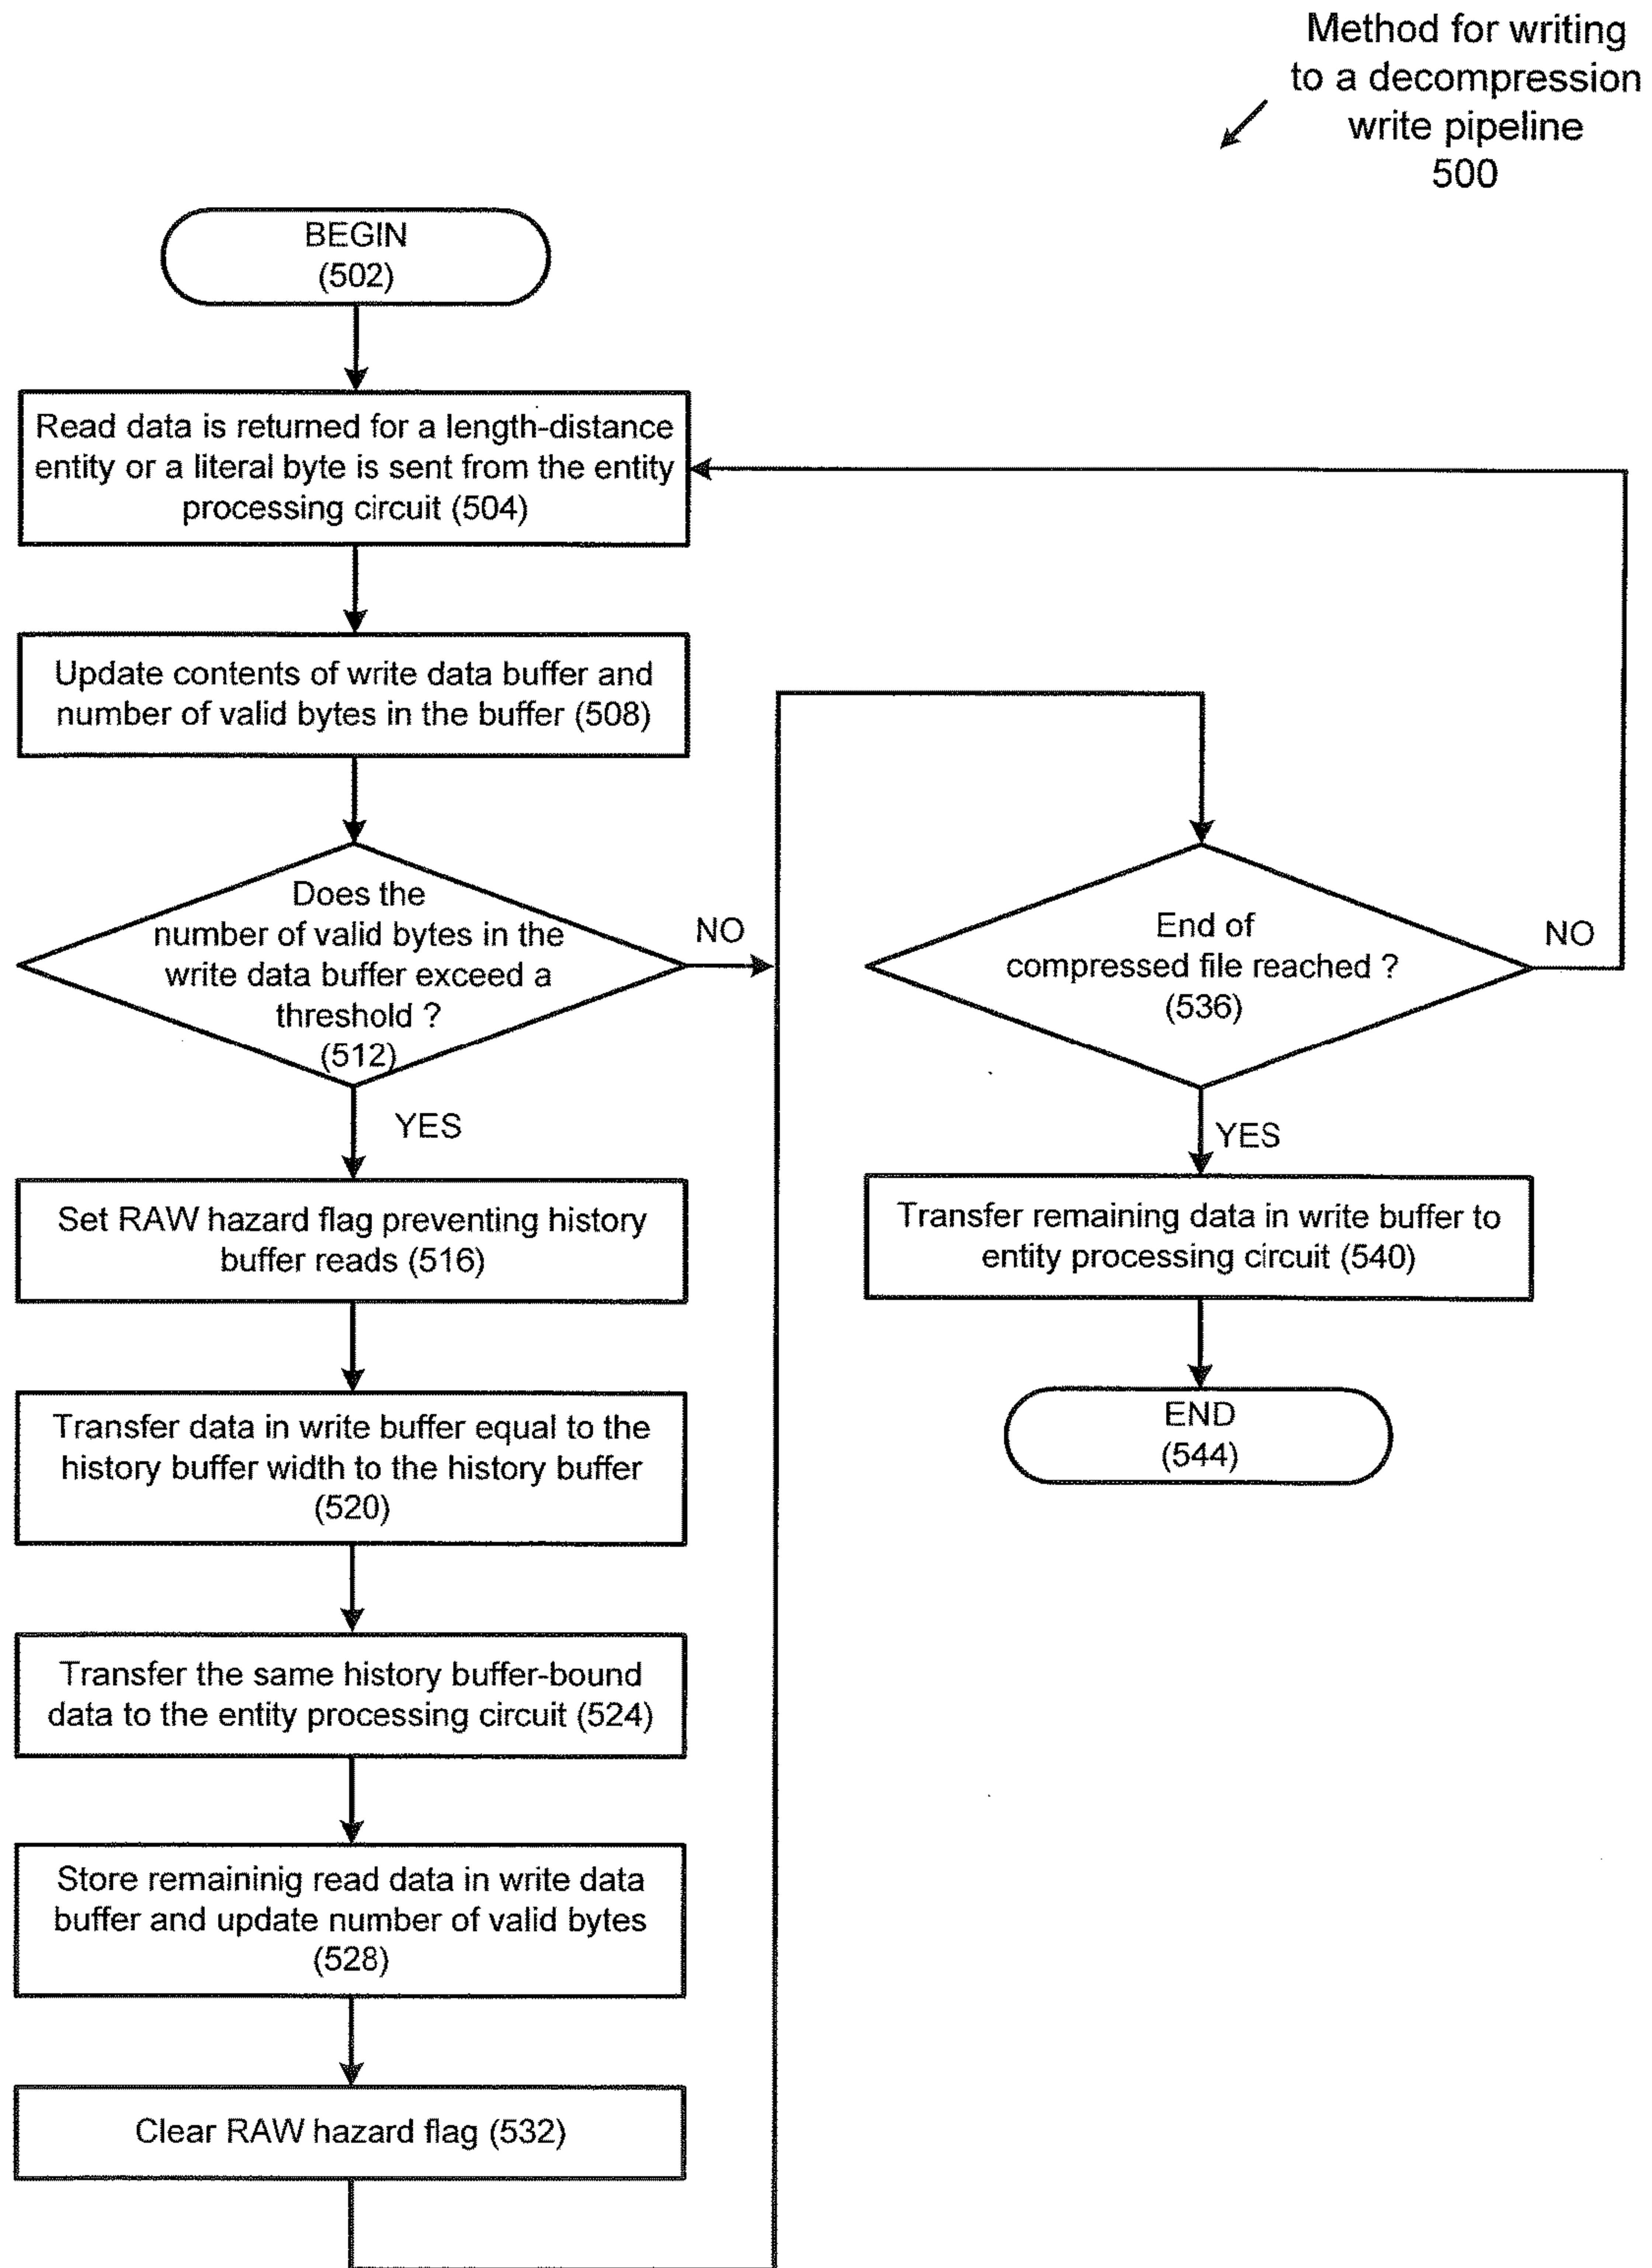 Method for writing
to a decompression
write pipeline
500
BEGIN
(502)
Read data is returned for a length-distance
entity or a literal byte is sent from the entity
processing circuit (504)
Update contents of write data buffer and
number of valid bytes in the buffer (508)
Does the
number of valid bytes in the
write data buffer exceed a
threshold ?
(512)
NO
YES
Set RAW hazard flag preventing history
buffer reads (516)
Transfer data in write buffer equal to the
history buffer width to the history buffer
(520)
Transfer the same history buffer-bound
data to the entity processing circuit (524)
Store remaininig read data in write data
buffer and update number of valid bytes
(528)
Clear RAW hazard flag (532)
End of
compressed file reached ?
(536)
NO
YES
Transfer remaining data in write buffer to
entity processing circuit (540)
END
(544)